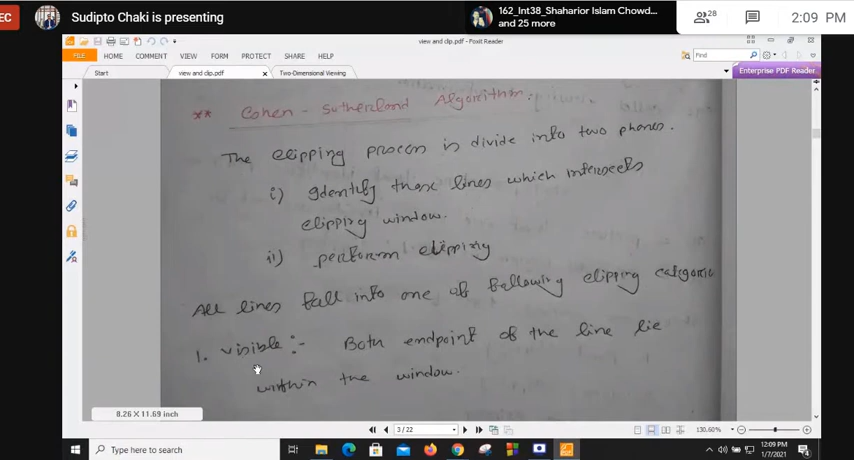 EC
Sudipto Chaki is presenting
162_Int38_Shaharior Islam Chowd...
and 25 more
28
2:09 PM
view and clip.pdf - Foxit Reader
FILE HOME COMMENT VIEW FORM PROTECT SHARE HELP
Find
Start
view and clip.pdf
Two-Dimensional Viewing
Enterprise PDF Reader
** Cohen - Sutherland Algorithm.
The clipping process is divide into two phases.
i) Identify those lines which intersects
clipping window.
ii) perform clipping
All lines fall into one of following clipping categorie
1. visible :- Both endpoint of the line lie
within the window.
8.26 X 11.69 inch
3 / 22
130.60%
Type here to search
12:09 PM
1/7/2021
4